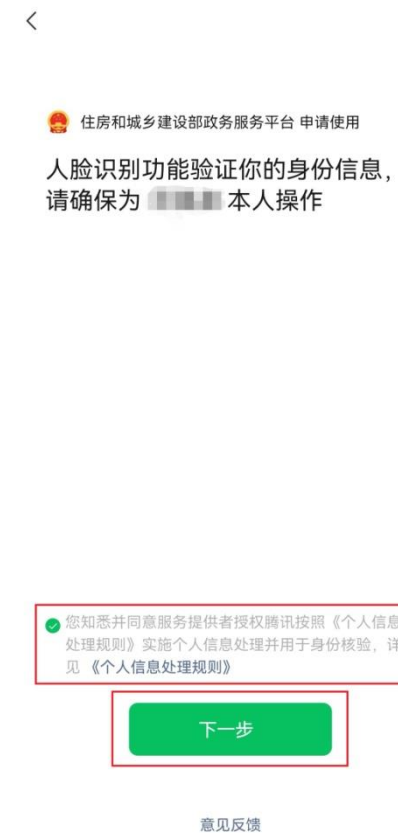 住房和城乡建设部政务服务平台 申请使用
人脸识别功能验证你的身份信息，
请确保为 本人操作
您知悉并同意服务提供者授权腾讯按照《个人信息
处理规则》实施个人信息处理并用于身份核验，详
见《个人信息处理规则》
下一步
意见反馈